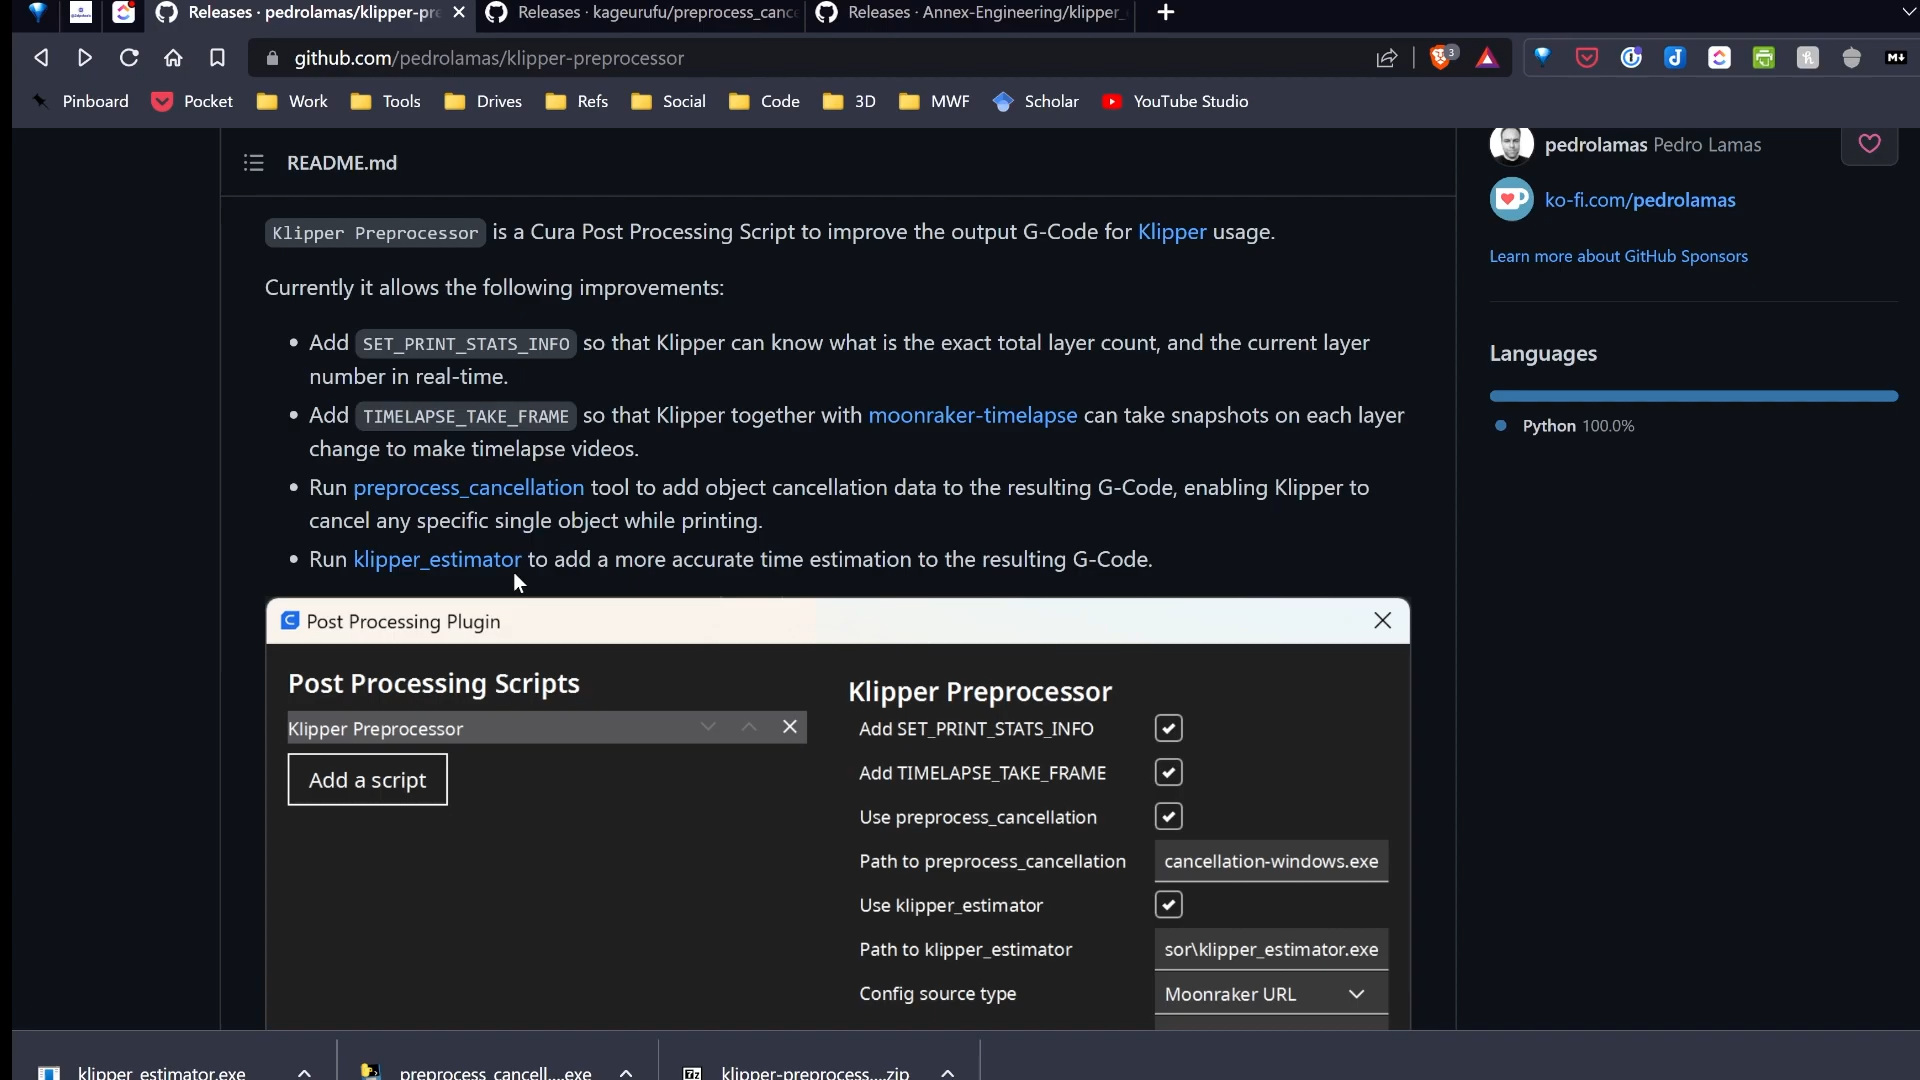 Releases · pedrolamas/klipper-pre
Releases · kageurufu/preprocess_cance
Releases · Annex-Engineering/klipper_
github.com/pedrolamas/klipper-preprocessor
3
M↓
Pinboard
Pocket
Work
Tools
Drives
Refs
Social
Code
3D
MWF
Scholar
YouTube Studio
README.md
pedrolamas Pedro Lamas
ko-fi.com/pedrolamas
Learn more about GitHub Sponsors
Languages
Python 100.0%
Klipper Preprocessor is a Cura Post Processing Script to improve the output G-Code for Klipper usage.
Currently it allows the following improvements:
• Add SET_PRINT_STATS_INFO so that Klipper can know what is the exact total layer count, and the current layer
number in real-time.
• Add TIMELAPSE_TAKE_FRAME so that Klipper together with moonraker-timelapse can take snapshots on each layer
change to make timelapse videos.
• Run preprocess_cancellation tool to add object cancellation data to the resulting G-Code, enabling Klipper to
cancel any specific single object while printing.
• Run klipper_estimator to add a more accurate time estimation to the resulting G-Code.
Post Processing Plugin
Post Processing Scripts
Klipper Preprocessor
Add a script
Klipper Preprocessor
Add SET_PRINT_STATS_INFO
Add TIMELAPSE_TAKE_FRAME
Use preprocess_cancellation
Path to preprocess_cancellation cancellation-windows.exe
Use klipper_estimator
Path to klipper_estimator sor\klipper_estimator.exe
Config source type Moonraker URL
klipper_estimator.exe
preprocess_cancell....exe
7z
klipper-preprocess....zip